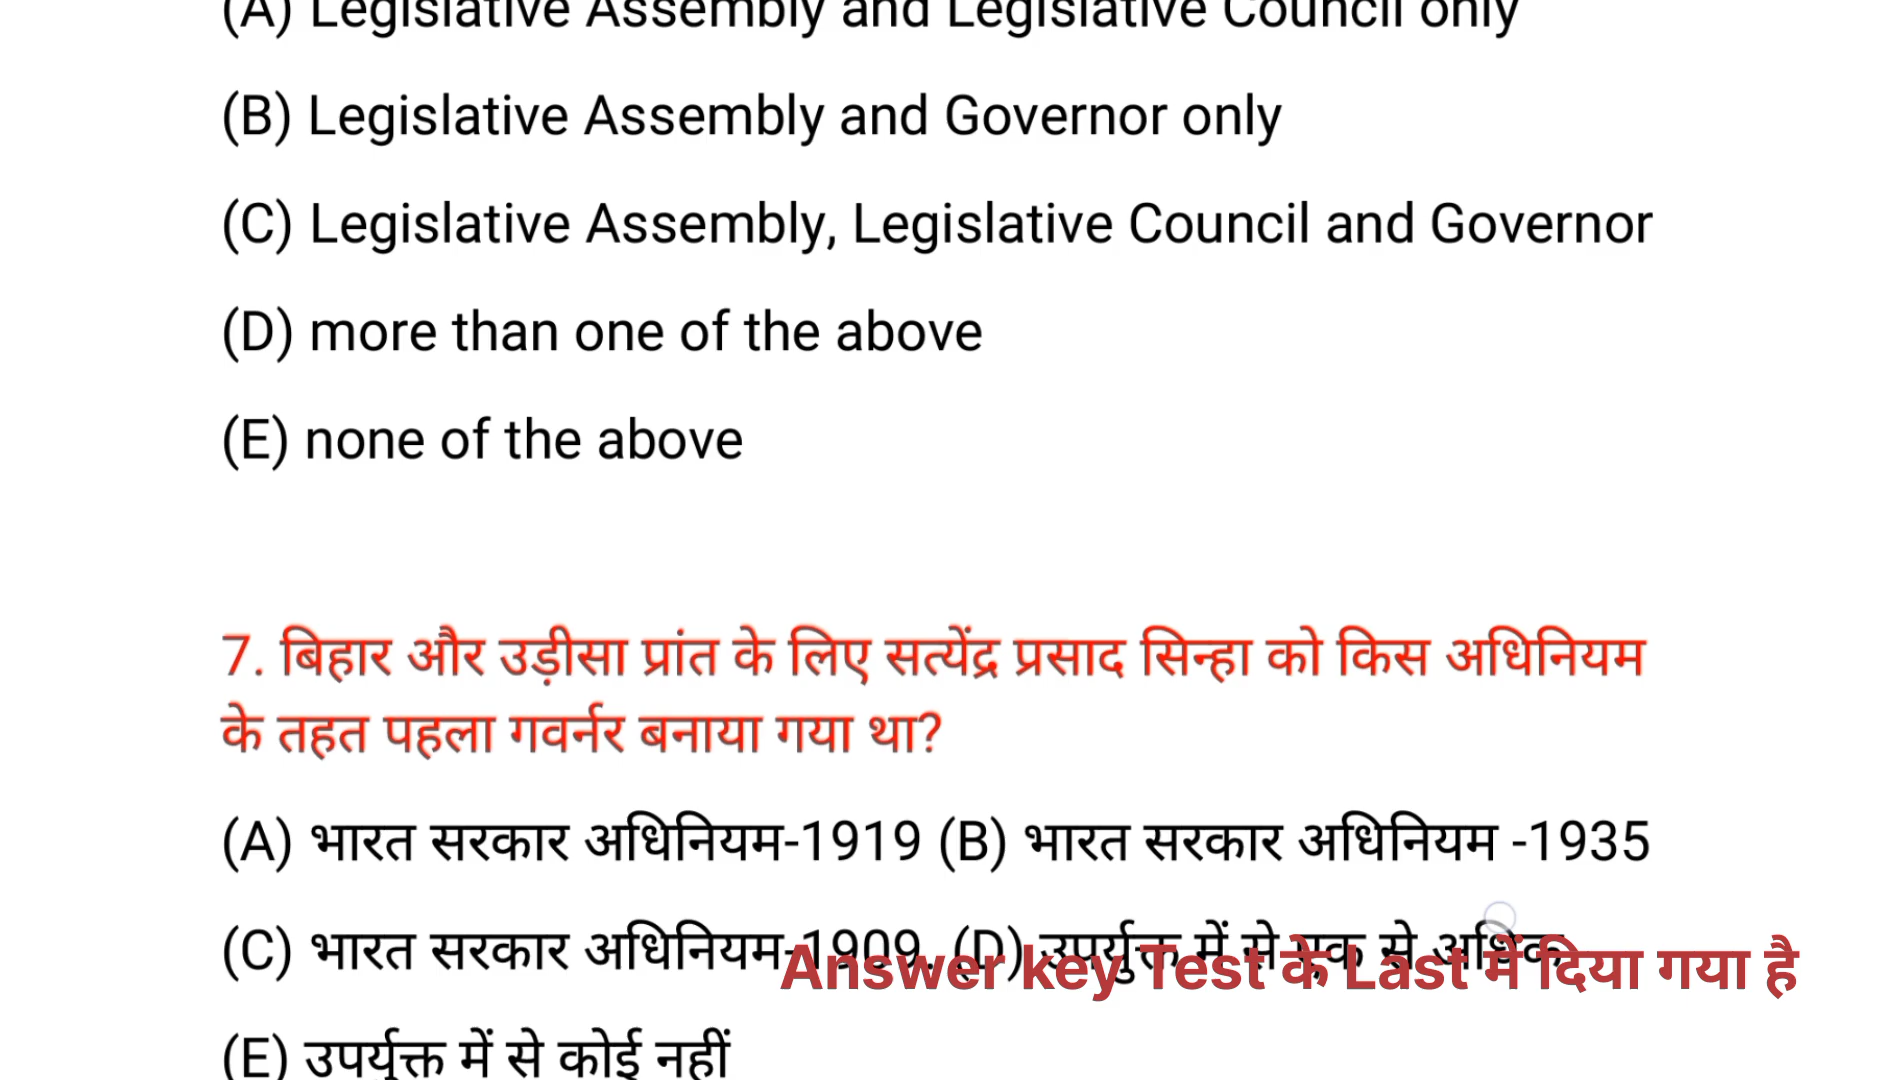 (A) Legislative Assembly and Legislative Council only
(B) Legislative Assembly and Governor only
(C) Legislative Assembly, Legislative Council and Governor
(D) more than one of the above
(E) none of the above
7. बिहार और उड़ीसा प्रांत के लिए सत्येंद्र प्रसाद सिन्हा को किस अधिनियम
के तहत पहला गवर्नर बनाया गया था?
(A) भारत सरकार अधिनियम-1919 (B) भारत सरकार अधिनियम -1935
(C) भारत सरकार अधिनियम-1909. (D) उपर्युक्त में से एक से अधिक
Answer key Test के Last में दिया गया है
(E) उपर्युक्त में से कोई नहीं